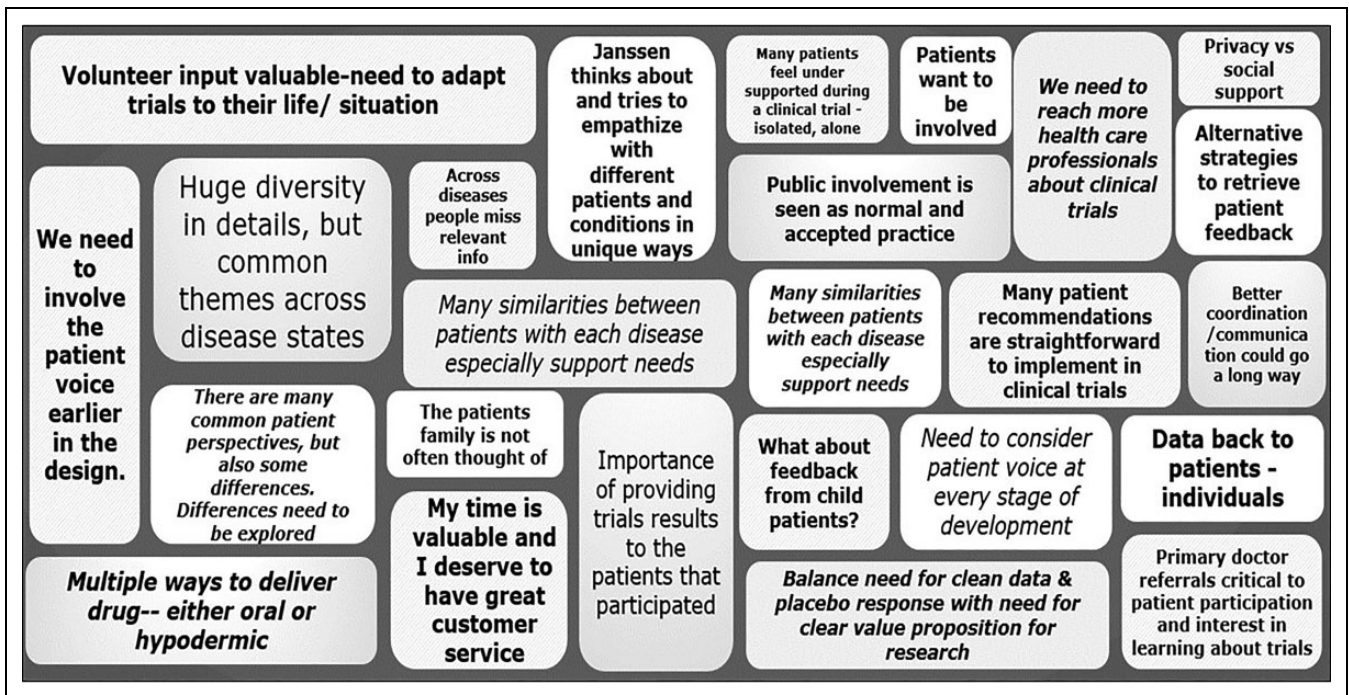 Volunteer input valuable-need to adapt
trials to their life/ situation
Janssen
thinks about
and tries to
empathize
with
different
patients and
conditions in
unique ways
Many patients
feel under
supported during
a clinical trial -
isolated, alone
Patients
want to
be
involved
We need to
reach more
health care
professionals
about clinical
trials
Privacy vs
social
support
We need
to
involve
the
patient
voice
earlier
in the
design.
Huge diversity
in details, but
common
themes across
disease states
Across
diseases
people miss
relevant
info
Public involvement is
seen as normal and
accepted practice
Alternative
strategies
to retrieve
patient
feedback
Many similarities between
patients with each disease
especially support needs
Many similarities
between patients
with each disease
especially
support needs
Many patient
recommendations
are straightforward
to implement in
clinical trials
Better
coordination
/communica
tion could go
a long way
There are many
common patient
perspectives, but
also some
differences.
Differences need to
be explored
The patients
family is not
often thought of
Importance
of providing
trials results
to the
patients that
participated
What about
feedback
from child
patients?
Need to consider
patient voice at
every stage of
development
Data back to
patients -
individuals
My time is
valuable and
I deserve to
have great
customer
service
Multiple ways to deliver
drug-- either oral or
hypodermic
Balance need for clean data &
placebo response with need for
clear value proposition for
research
Primary doctor
referrals critical to
patient participation
and interest in
learning about trials